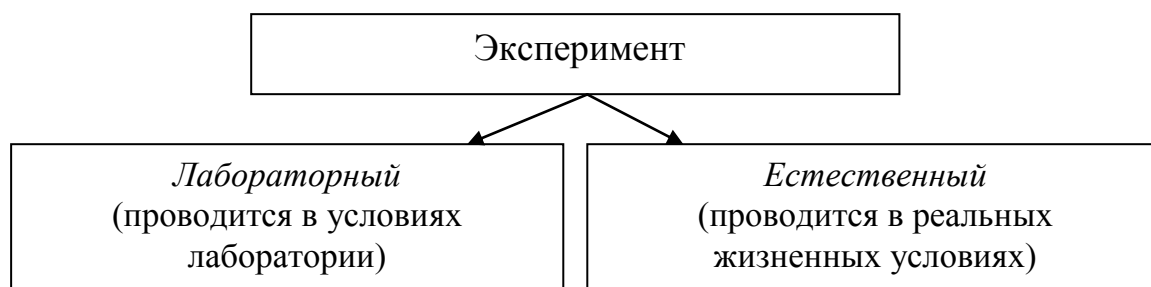 Эксперимент
Лабораторный
(проводится в условиях
лаборатории)
Естественный
(проводится в реальных
жизненных условиях)